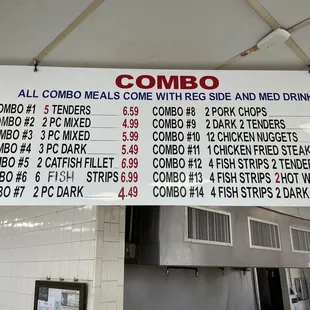 COMBO
ALL COMBO MEALS COME WITH REG SIDE and MED DRIN
OMBO #1 5 TENDERS 6.59
OMBO #2 2 PC MIXED 4.99
OMBO #3 3 PC MIXED 5.99
OMBO #4 3 PC DARK 5.49
MBO #5 2 CATFISH FILLET 6.99
BO #6 6 FISH STRIPS 6.99
BO #7 2 PC DARK 4.49
COMBO #8 2 PORK CHOPS
COMBO #9 2 DARK 2 TENDERS
COMBO #10 12 CHICKEN NUGGETS
COMBO #11 1 CHICKEN FRIED STEAK
COMBO #12 4 FISH STRIPS 2 TENDER
COMBO #13 4 FISH STRIPS 2 HOT W
COMBO #14 4 FISH STRIPS 2 DARK